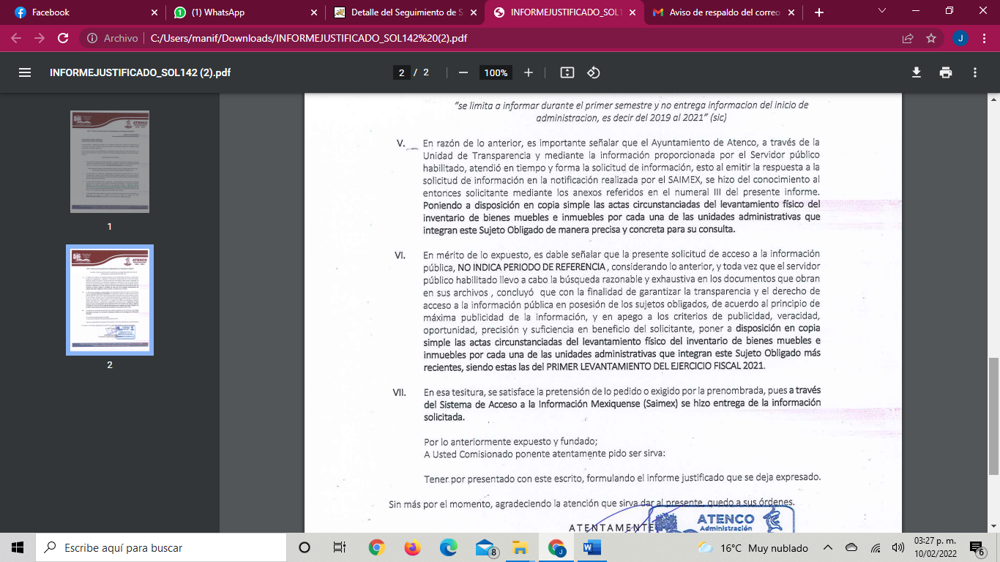 Facebook
(1) WhatsApp
Detalle del Seguimiento de S
INFORMEJUSTIFICADO_SOL1
Aviso de respaldo del correo
Archivo C:/Users/manif/Downloads/INFORMEJUSTIFICADO_SOL142%20(2).pdf
J
INFORMEJUSTIFICADO_SOL142 (2).pdf
2 / 2
100%
1
2
"se limita a informar durante el primer semestre y no entrega informacion del inicio de
administracion, es decir del 2019 al 2021" (sic)
V. En razón de lo anterior, es importante señalar que el Ayuntamiento de Atenco, a través de la
Unidad de Transparencia y mediante la información proporcionada por el Servidor público
habilitado, atendió en tiempo y forma la solicitud de información, esto al emitir la respuesta a la
solicitud de información en la notificación realizada por el SAIMEX, se hizo del conocimiento al
entonces solicitante mediante los anexos referidos en el numeral III del presente informe.
Poniendo a disposición en copia simple las actas circunstanciadas del levantamiento físico del
inventario de bienes muebles e inmuebles por cada una de las unidades administrativas que
integran este Sujeto Obligado de manera precisa y concreta para su consulta.
VI. En mérito de lo expuesto, es dable señalar que la presente solicitud de acceso a la información
pública, NO INDICA PERIODO DE REFERENCIA , considerando lo anterior, y toda vez que el servidor
público habilitado llevo a cabo la búsqueda razonable y exhaustiva en los documentos que obran
en sus archivos , concluyó que con la finalidad de garantizar la transparencia y el derecho de
acceso a la información pública en posesión de los sujetos obligados, de acuerdo al principio de
máxima publicidad de la información, y en apego a los criterios de publicidad, veracidad,
oportunidad, precisión y suficiencia en beneficio del solicitante, poner a disposición en copia
simple las actas circunstanciadas del levantamiento físico del inventario de bienes muebles e
inmuebles por cada una de las unidades administrativas que integran este Sujeto Obligado más
recientes, siendo estas las del PRIMER LEVANTAMIENTO DEL EJERCICIO FISCAL 2021.
VII. En esa tesitura, se satisface la pretensión de lo pedido o exigido por la prenombrada, pues a través
del Sistema de Acceso a la Información Mexiquense (Saimex) se hizo entrega de la información
solicitada.
Por lo anteriormente expuesto y fundado;
A Usted Comisionado ponente atentamente pido ser sirva:
Tener por presentado con este escrito, formulando el informe justificado que se deja expresado.
Sin más por el momento, agradeciendo la atención que sirva dar al presente, quedo a sus órdenes.
ATENTAMENTE
ATENCO
Administración
Escribe aquí para buscar
8
16°C Muy nublado
03:27 p. m.
10/02/2022
6